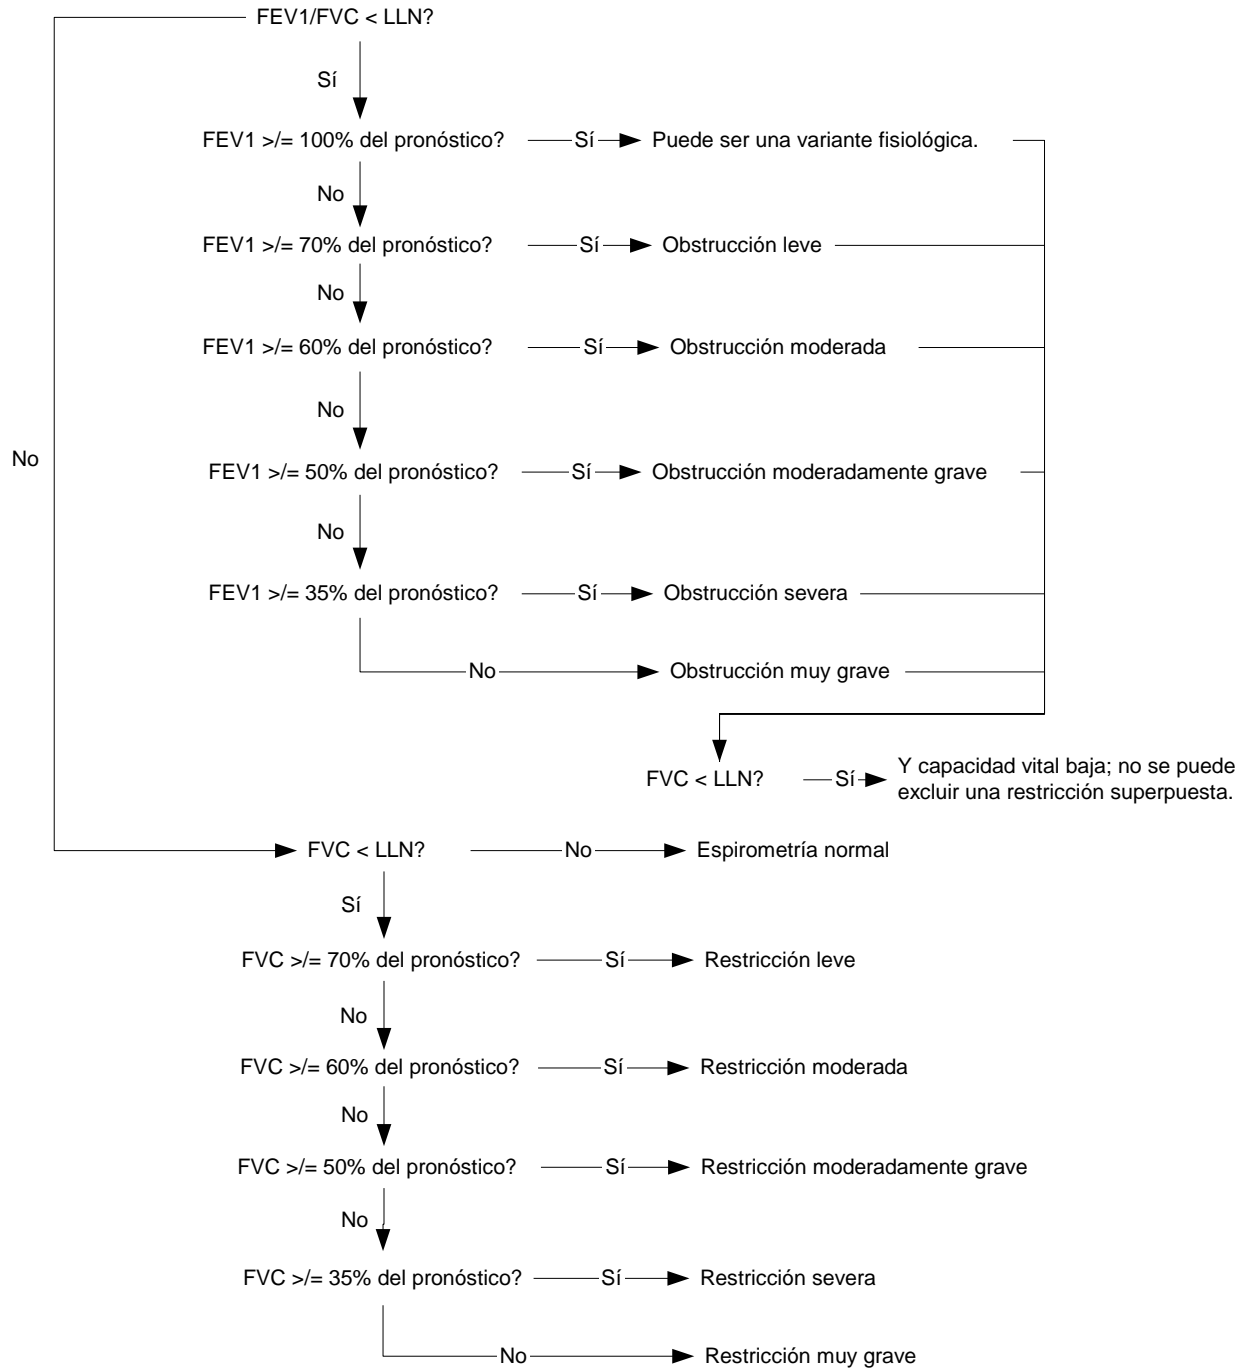 FEV1/FVC < LLN?
Sí
FEV1 >/= 100% del pronóstico?
Sí
Puede ser una variante fisiológica.
No
FEV1 >/= 70% del pronóstico?
Sí
Obstrucción leve
No
FEV1 >/= 60% del pronóstico?
Sí
Obstrucción moderada
No
No
FEV1 >/= 50% del pronóstico?
Sí
Obstrucción moderadamente grave
No
FEV1 >/= 35% del pronóstico?
Sí
Obstrucción severa
No
Obstrucción muy grave
FVC < LLN?
Sí
Y capacidad vital baja; no se puede
excluir una restricción superpuesta.
FVC < LLN?
No
Espirometría normal
Sí
FVC >/= 70% del pronóstico?
Sí
Restricción leve
No
FVC >/= 60% del pronóstico?
Sí
Restricción moderada
No
FVC >/= 50% del pronóstico?
Sí
Restricción moderadamente grave
No
FVC >/= 35% del pronóstico?
Sí
Restricción severa
No
Restricción muy grave